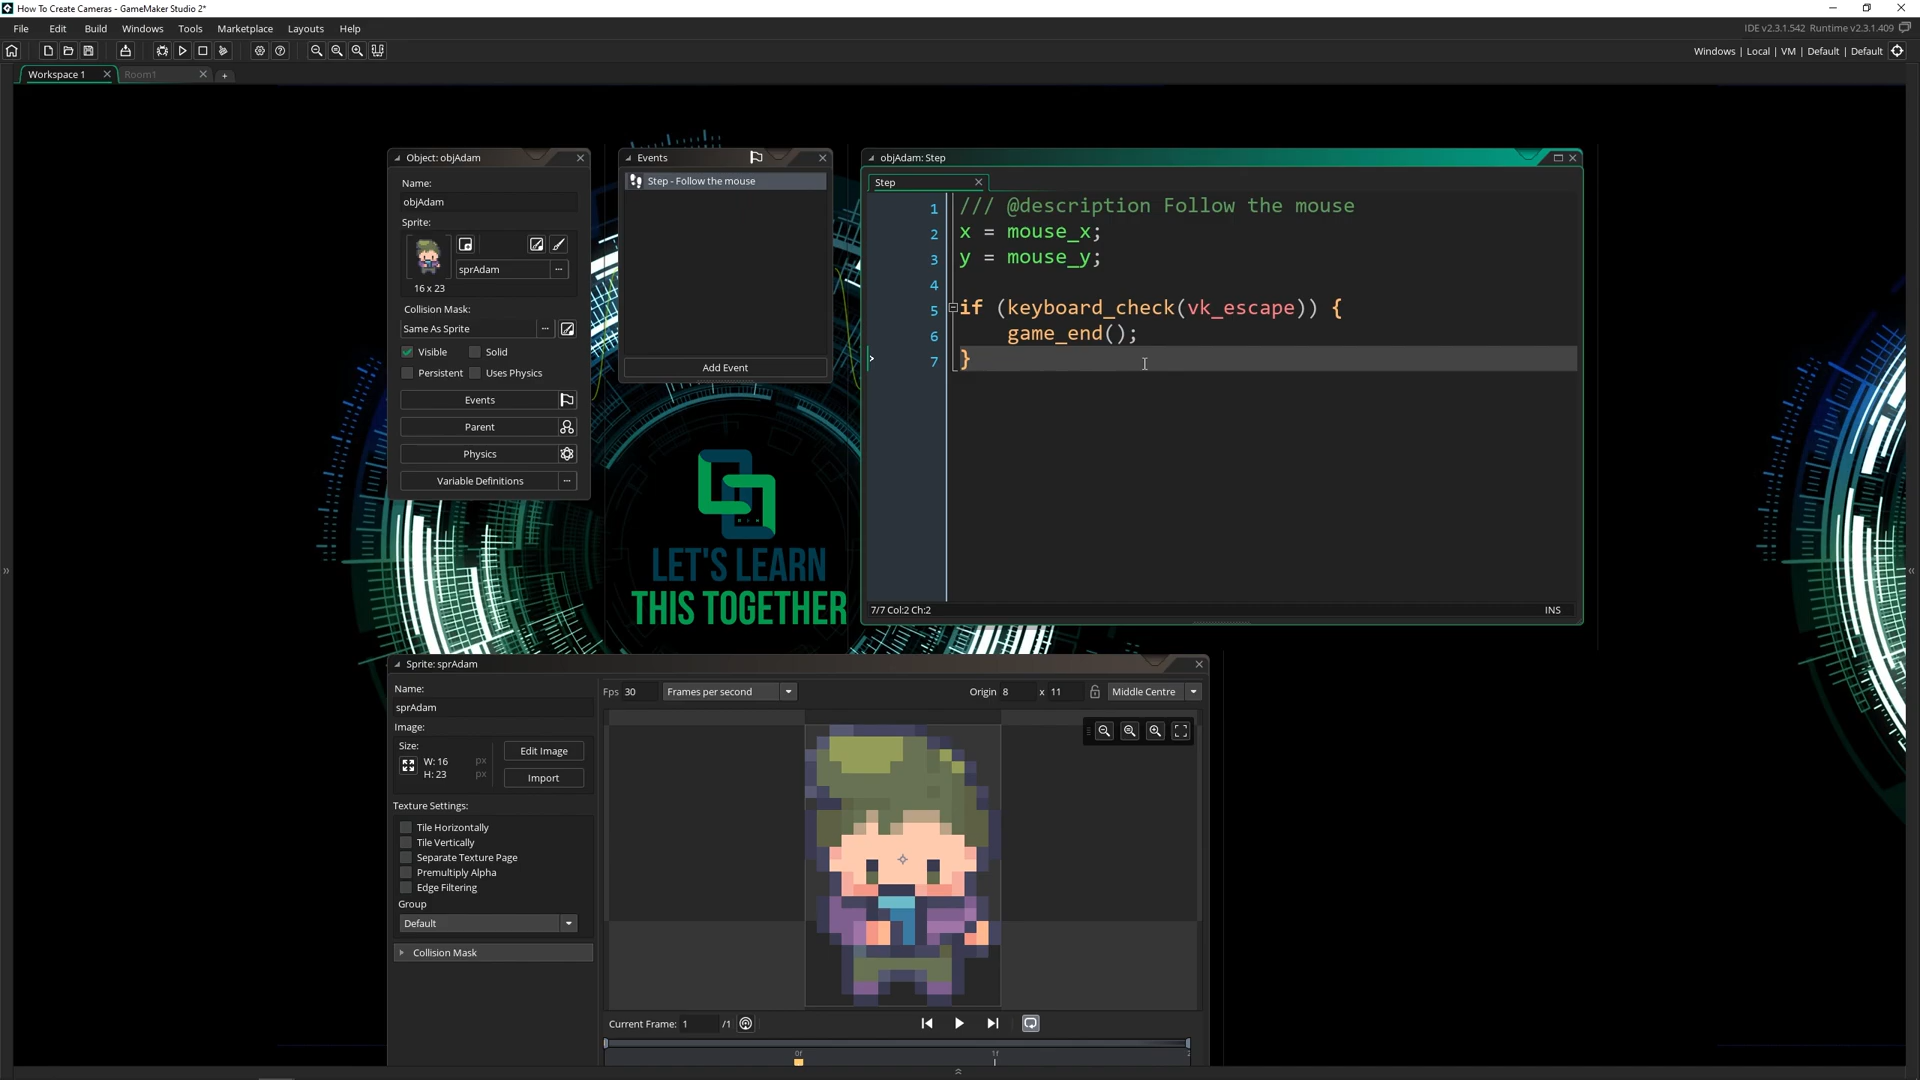 How To Create Cameras - GameMaker Studio 2*
File Edit Build Windows Tools Marketplace Layouts Help
IDE v2.3.1.542 Runtime v2.3.1.409
Windows | Local | VM | Default | Default
Workspace 1
Room1
Object: objAdam
Name:
objAdam
Sprite:
sprAdam
16 x 23
Collision Mask:
Same As Sprite
Visible Solid
Persistent Uses Physics
Events
Parent
Physics
Variable Definitions
Events
Step - Follow the mouse
Add Event
objAdam: Step
Step
1 /// @description Follow the mouse
2 x = mouse_x;
3 y = mouse_y;
4
5 if (keyboard_check(vk_escape)) {
6 game_end();
7 }
7/7 Col:2 Ch:2
INS
LET'S LEARN
THIS TOGETHER
Sprite: sprAdam
Name:
sprAdam
Image:
Size:
W: 16 px
H: 23 px
Edit Image
Import
Texture Settings:
Tile Horizontally
Tile Vertically
Separate Texture Page
Premultiply Alpha
Edge Filtering
Group
Default
Collision Mask
Fps 30 Frames per second
Origin 8 x 11 Middle Centre
Current Frame: 1 /1
0f 1f